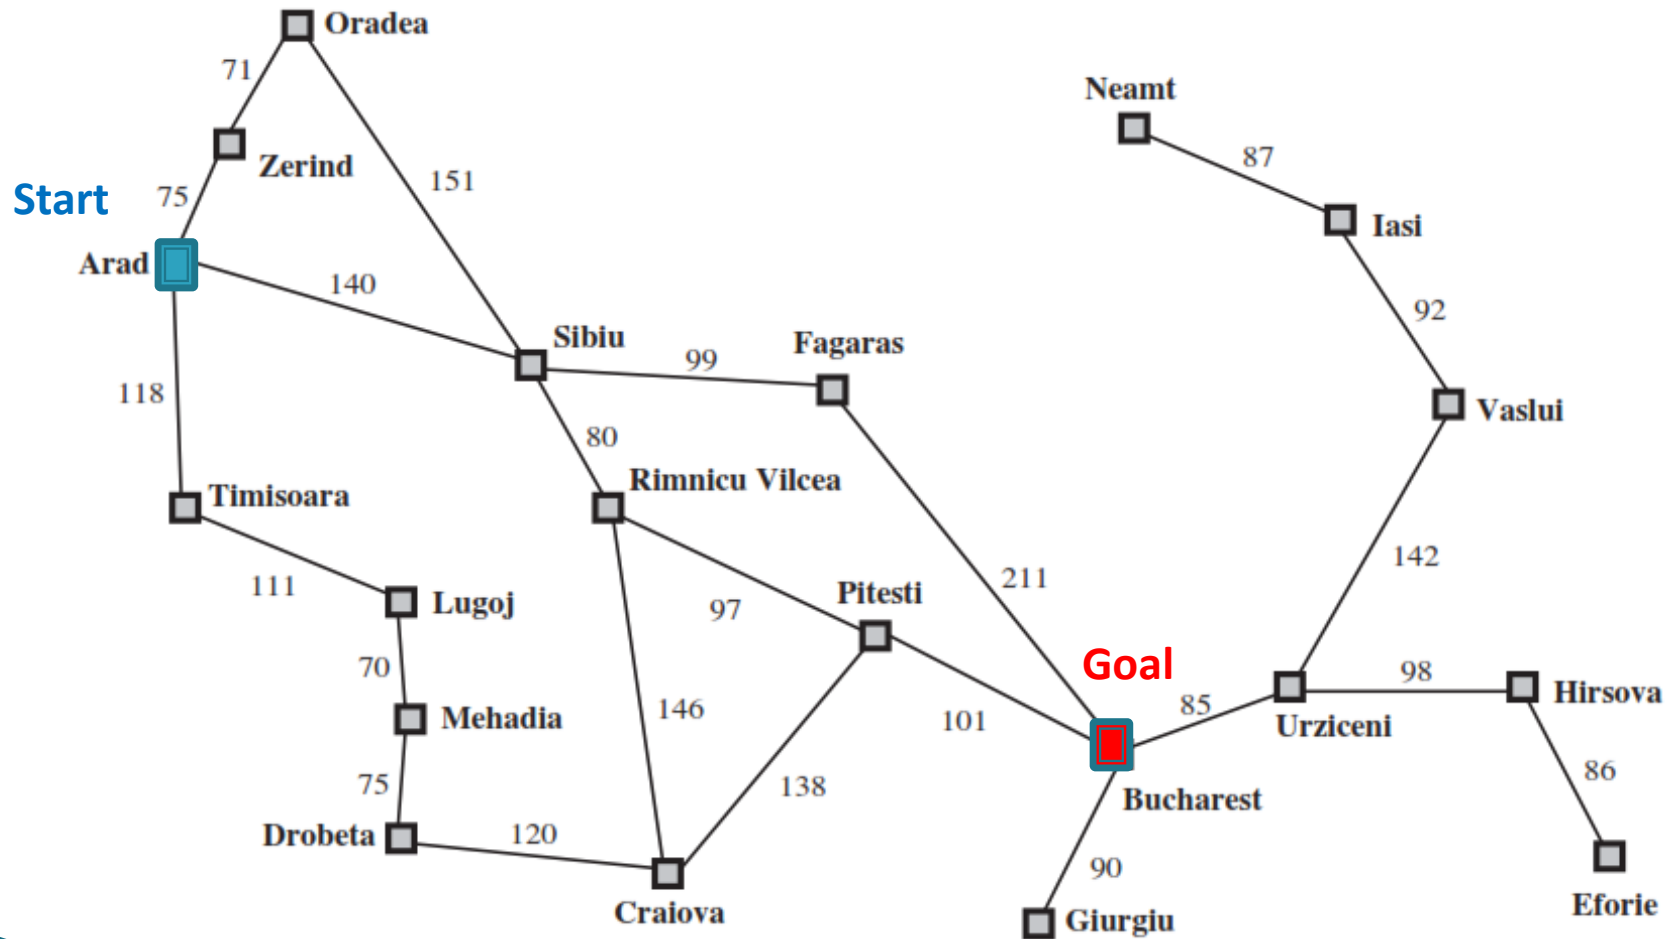 Oradea
71
Neamt
87
Zerind
151
Start
75
Iasi
Arad
140
92
Sibiu
Fagaras
99
118
Vaslui
80
Rimnicu Vilcea
Timisoara
142
211
111
Pitesti
Lugoj
97
Goal
70
98
Hirsova
85
146
Mehadia
101
Urziceni
86
75
138
Bucharest
Drobeta
120
90
Eforie
Craiova
Giurgiu